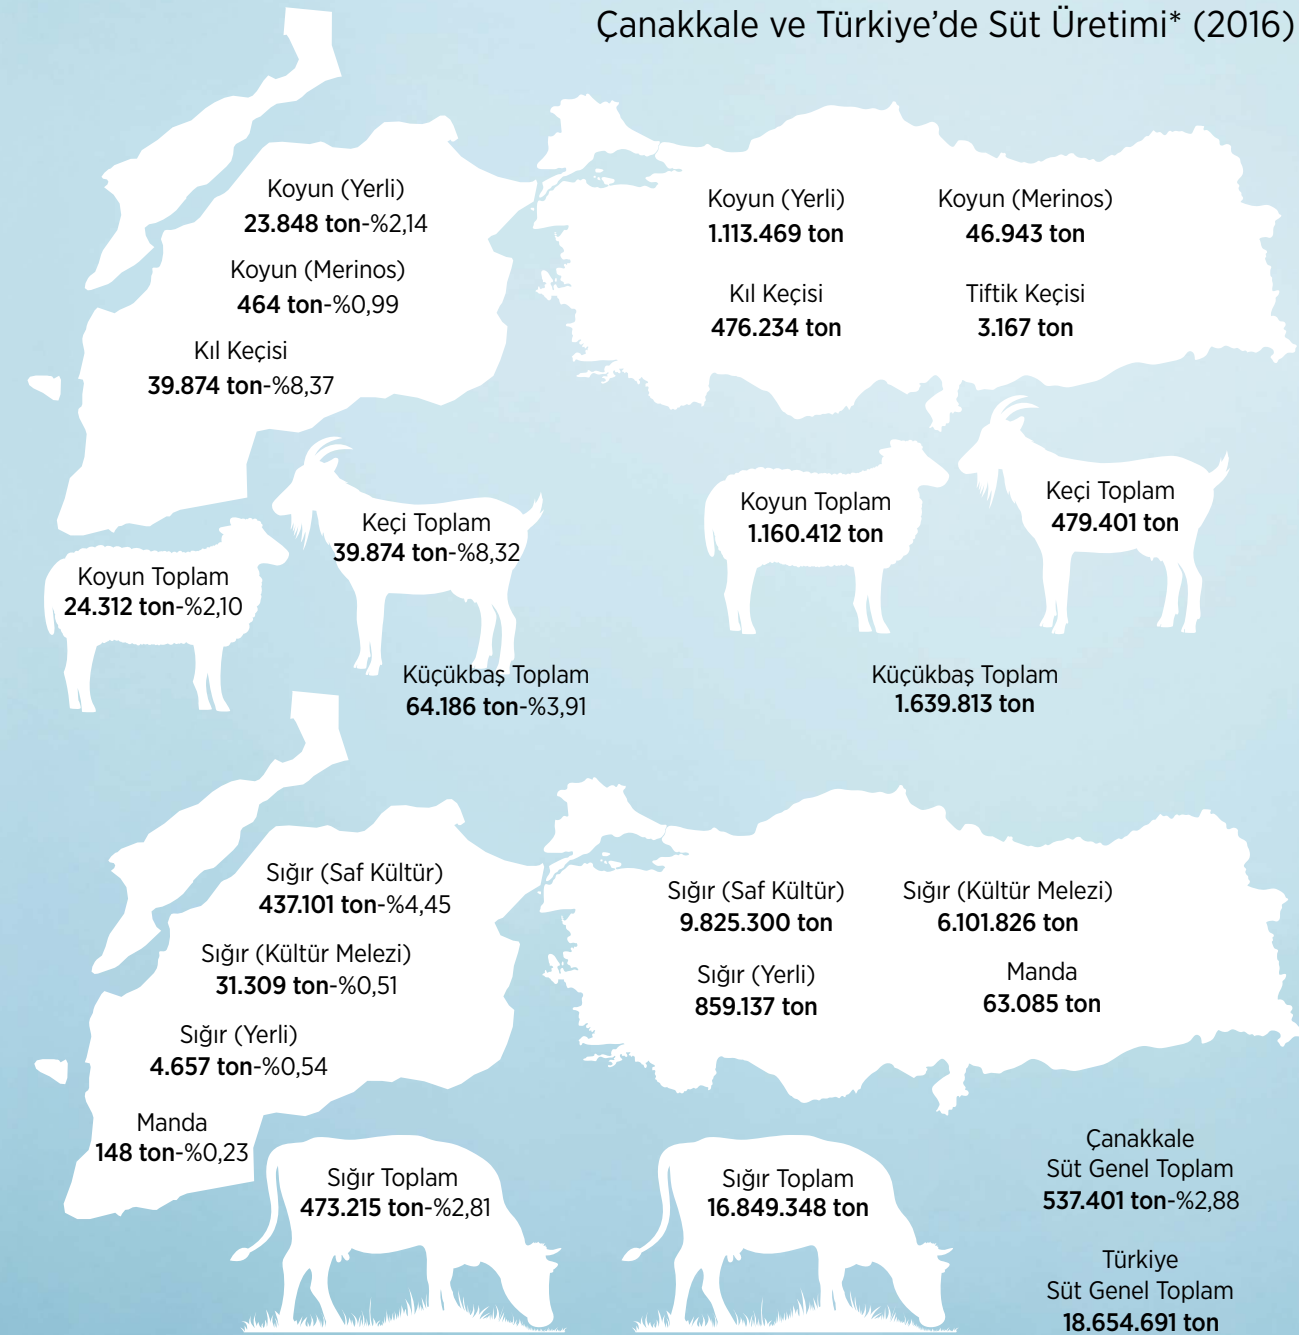 Çanakkale ve Türkiye’de Süt Üretimi* (2016)
Koyun (Yerli)
23.848 ton-%2,14
Koyun (Merinos)
464 ton-%0,99
Kıl Keçisi
39.874 ton-%8,37
Koyun (Yerli)
1.113.469 ton
Koyun (Merinos)
46.943 ton
Kıl Keçisi
476.234 ton
Tiftik Keçisi
3.167 ton
Keçi Toplam
39.874 ton-%8,32
Koyun Toplam
24.312 ton-%2,10
Küçükbaş Toplam
64.186 ton-%3,91
Koyun Toplam
1.160.412 ton
Keçi Toplam
479.401 ton
Küçükbaş Toplam
1.639.813 ton
Sığır (Saf Kültür)
437.101 ton-%4,45
Sığır (Kültür Melezi)
31.309 ton-%0,51
Sığır (Yerli)
4.657 ton-%0,54
Manda
148 ton-%0,23
Sığır (Saf Kültür)
9.825.300 ton
Sığır (Kültür Melezi)
6.101.826 ton
Sığır (Yerli)
859.137 ton
Manda
63.085 ton
Sığır Toplam
473.215 ton-%2,81
Sığır Toplam
16.849.348 ton
Çanakkale
Süt Genel Toplam
537.401 ton-%2,88
Türkiye
Süt Genel Toplam
18.654.691 ton